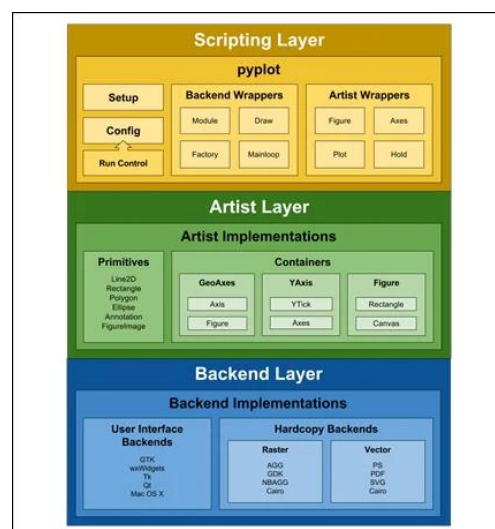 Scripting Layer
pyplot
Setup
Config
Run Control
Backend Wrappers
Module
Draw
Factory
Mainloop
Artist Wrappers
Figure
Axes
Plot
Hold
Artist Layer
Artist Implementations
Primitives
Line2D
Rectangle
Polygon
Ellipse
Annotation
FigureImage
Containers
GeoAxes
Axis
Figure
YAxis
YTick
Axes
Figure
Rectangle
Canvas
Backend Layer
Backend Implementations
User Interface
Backends
GTK
wxWidgets
Tk
Qt
Mac OS X
Hardcopy Backends
Raster
AGG
GDK
NBAGG
Cairo
Vector
PS
PDF
SVG
Cairo